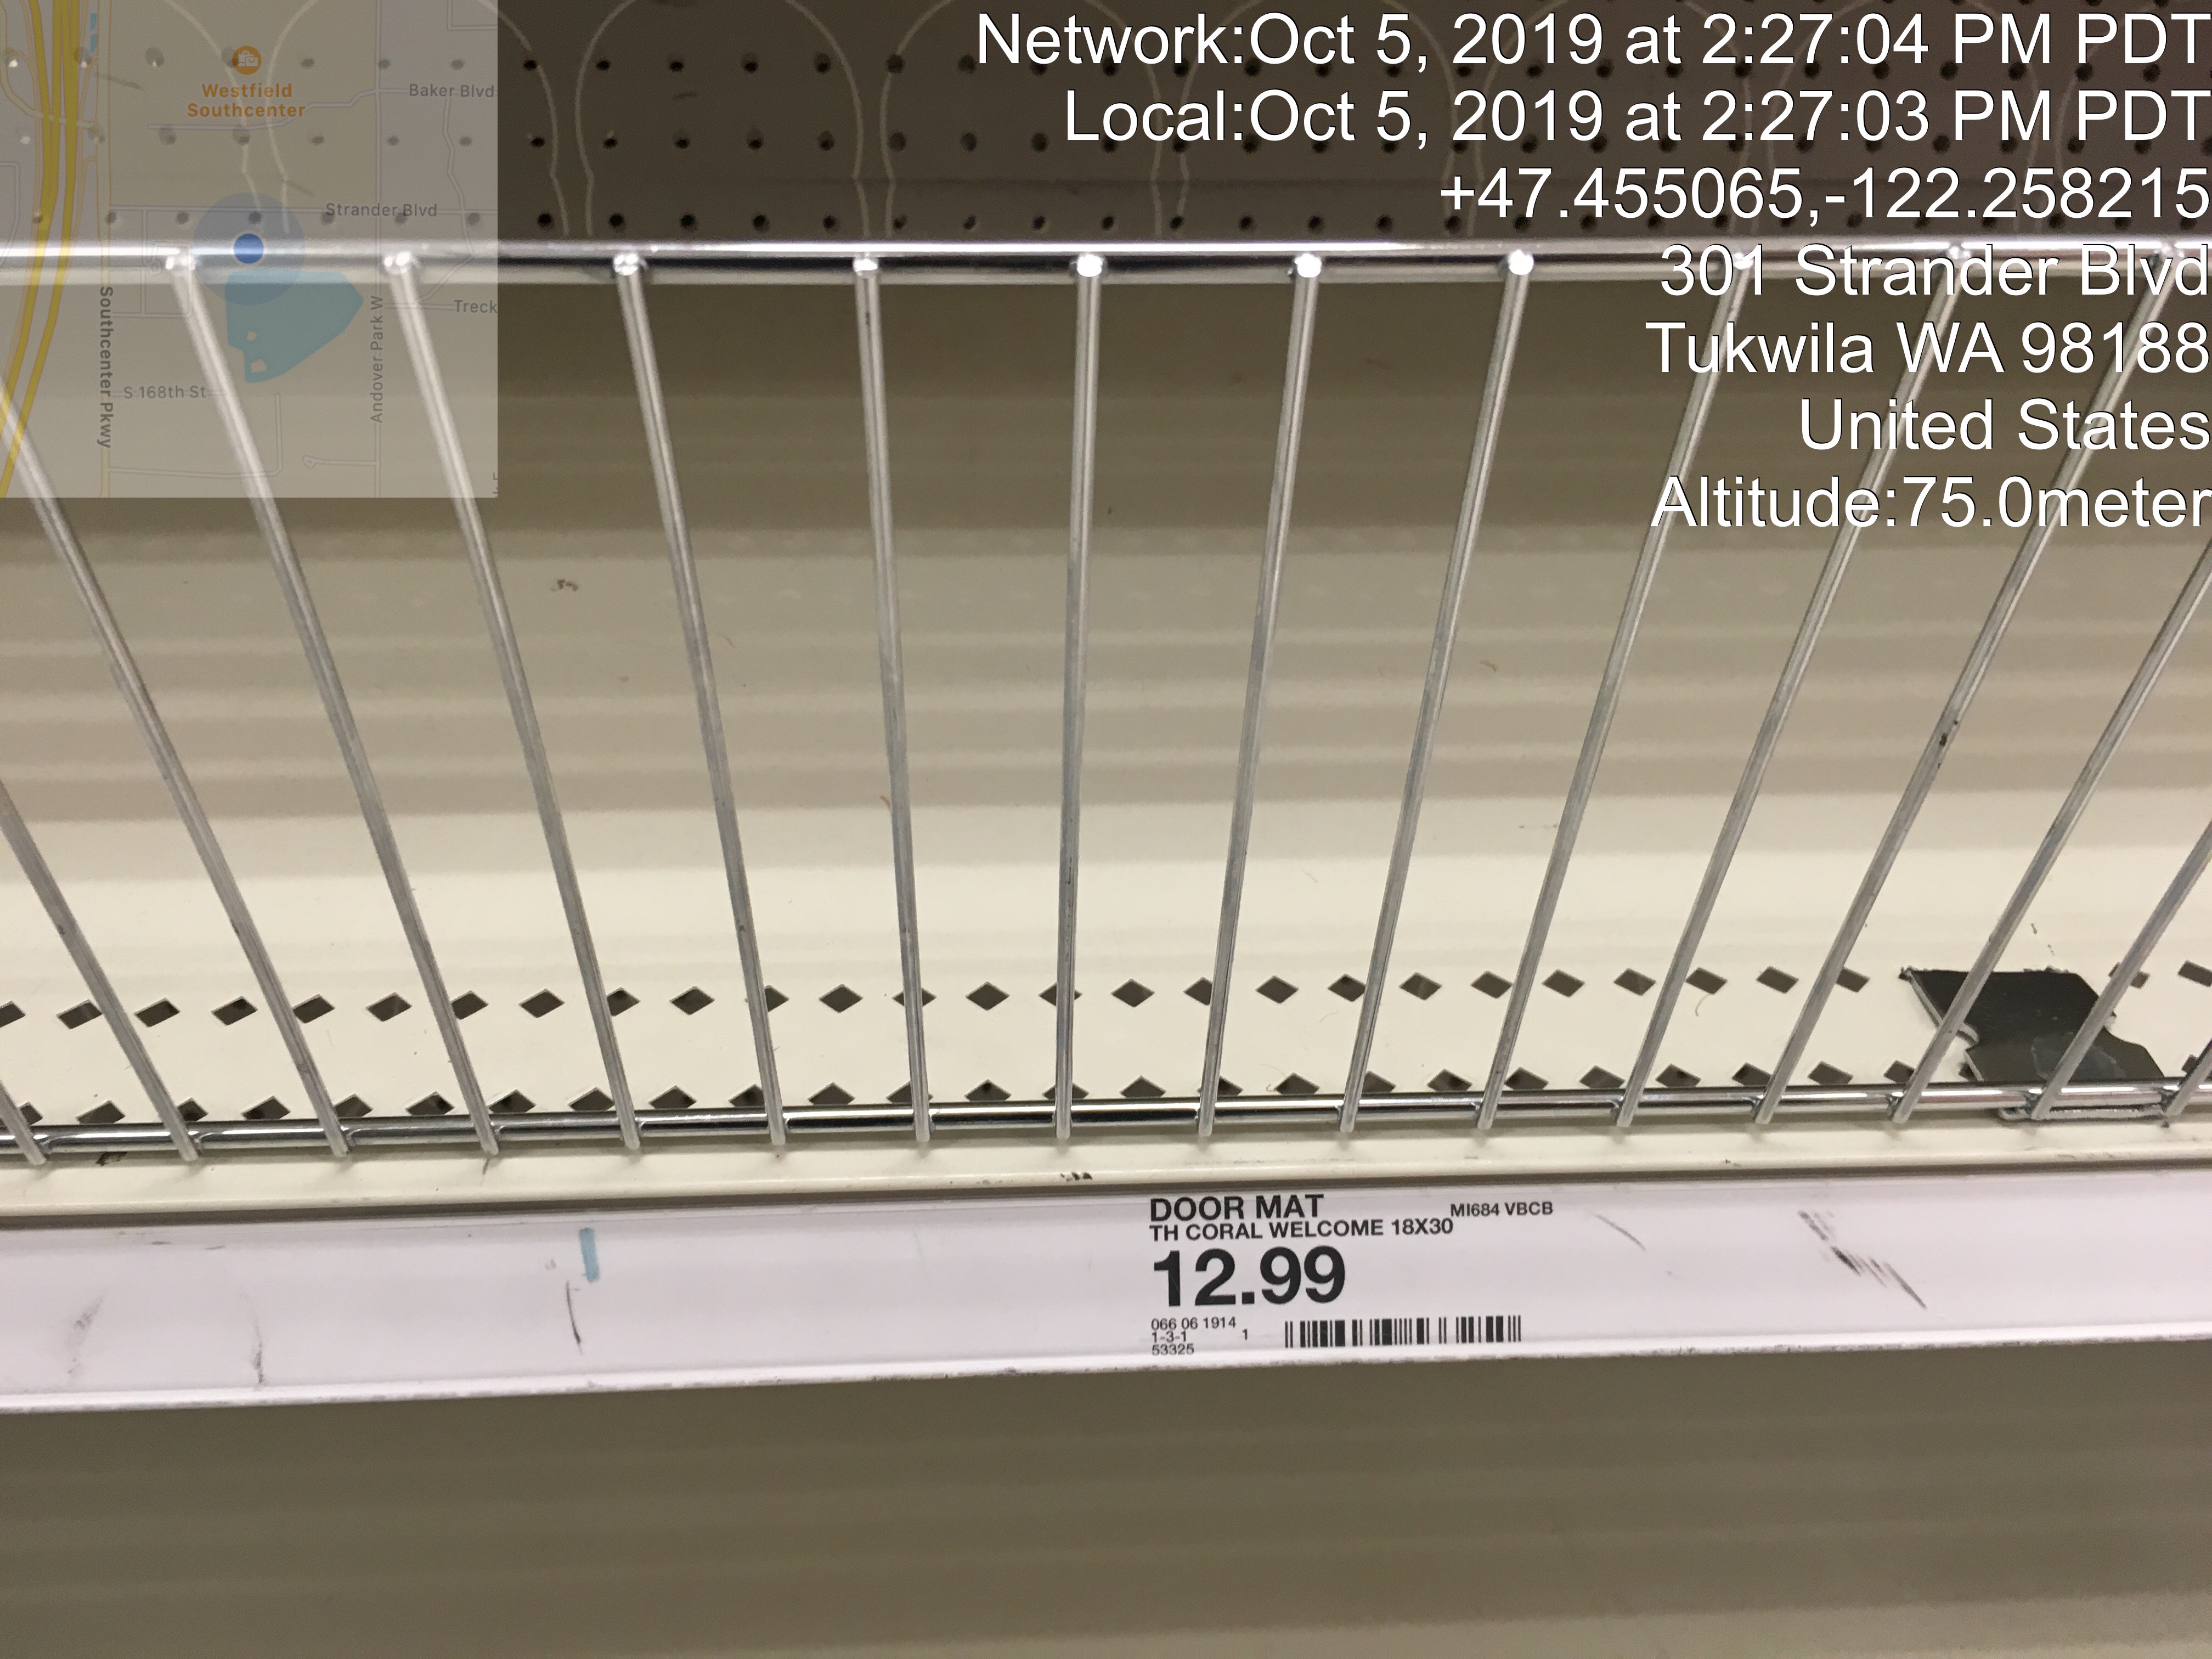 Network:Oct 5, 2019 at 2:27:04 PM PDT
Local:Oct 5, 2019 at 2:27:03 PM PDT
+47.455065,-122.258215
301 Strander Blvd
Tukwila WA 98188
United States
Altitude:75.0meter
Westfield
Southcenter
Baker Blvd
Strander Blvd
Southcenter Pkwy
Andover Park W
Treck
S 168th St
DOOR MAT
MI684 VBCB
TH CORAL WELCOME 18X30
12.99
066 06 1914
1-3-1 1
53325